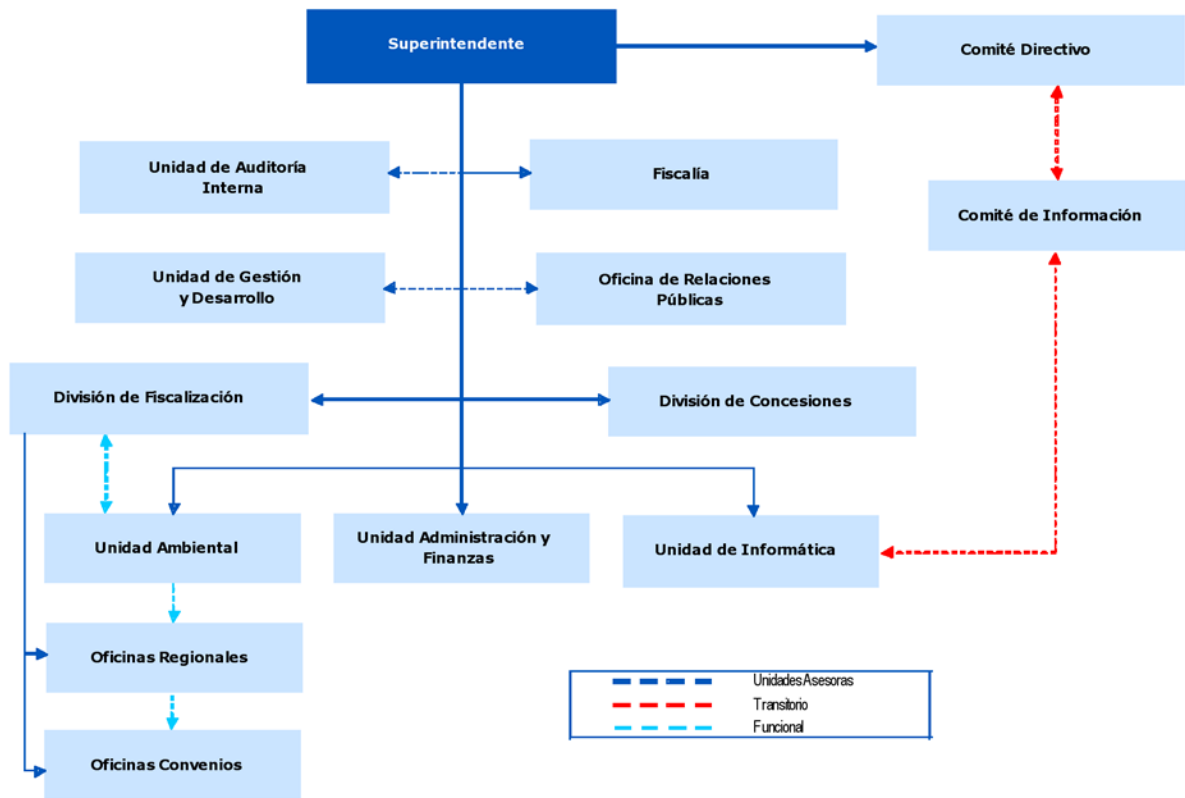 Superintendente
Comité Directivo
Unidad de Auditoría
Interna
Fiscalía
Comité de Información
Unidad de Gestión
y Desarrollo
Oficina de Relaciones
Públicas
División de Fiscalización
División de Concesiones
Unidad Ambiental
Unidad Administración y
Finanzas
Unidad de Informática
Oficinas Regionales
Oficinas Convenios
Unidades Asesoras
Transitorio
Funcional